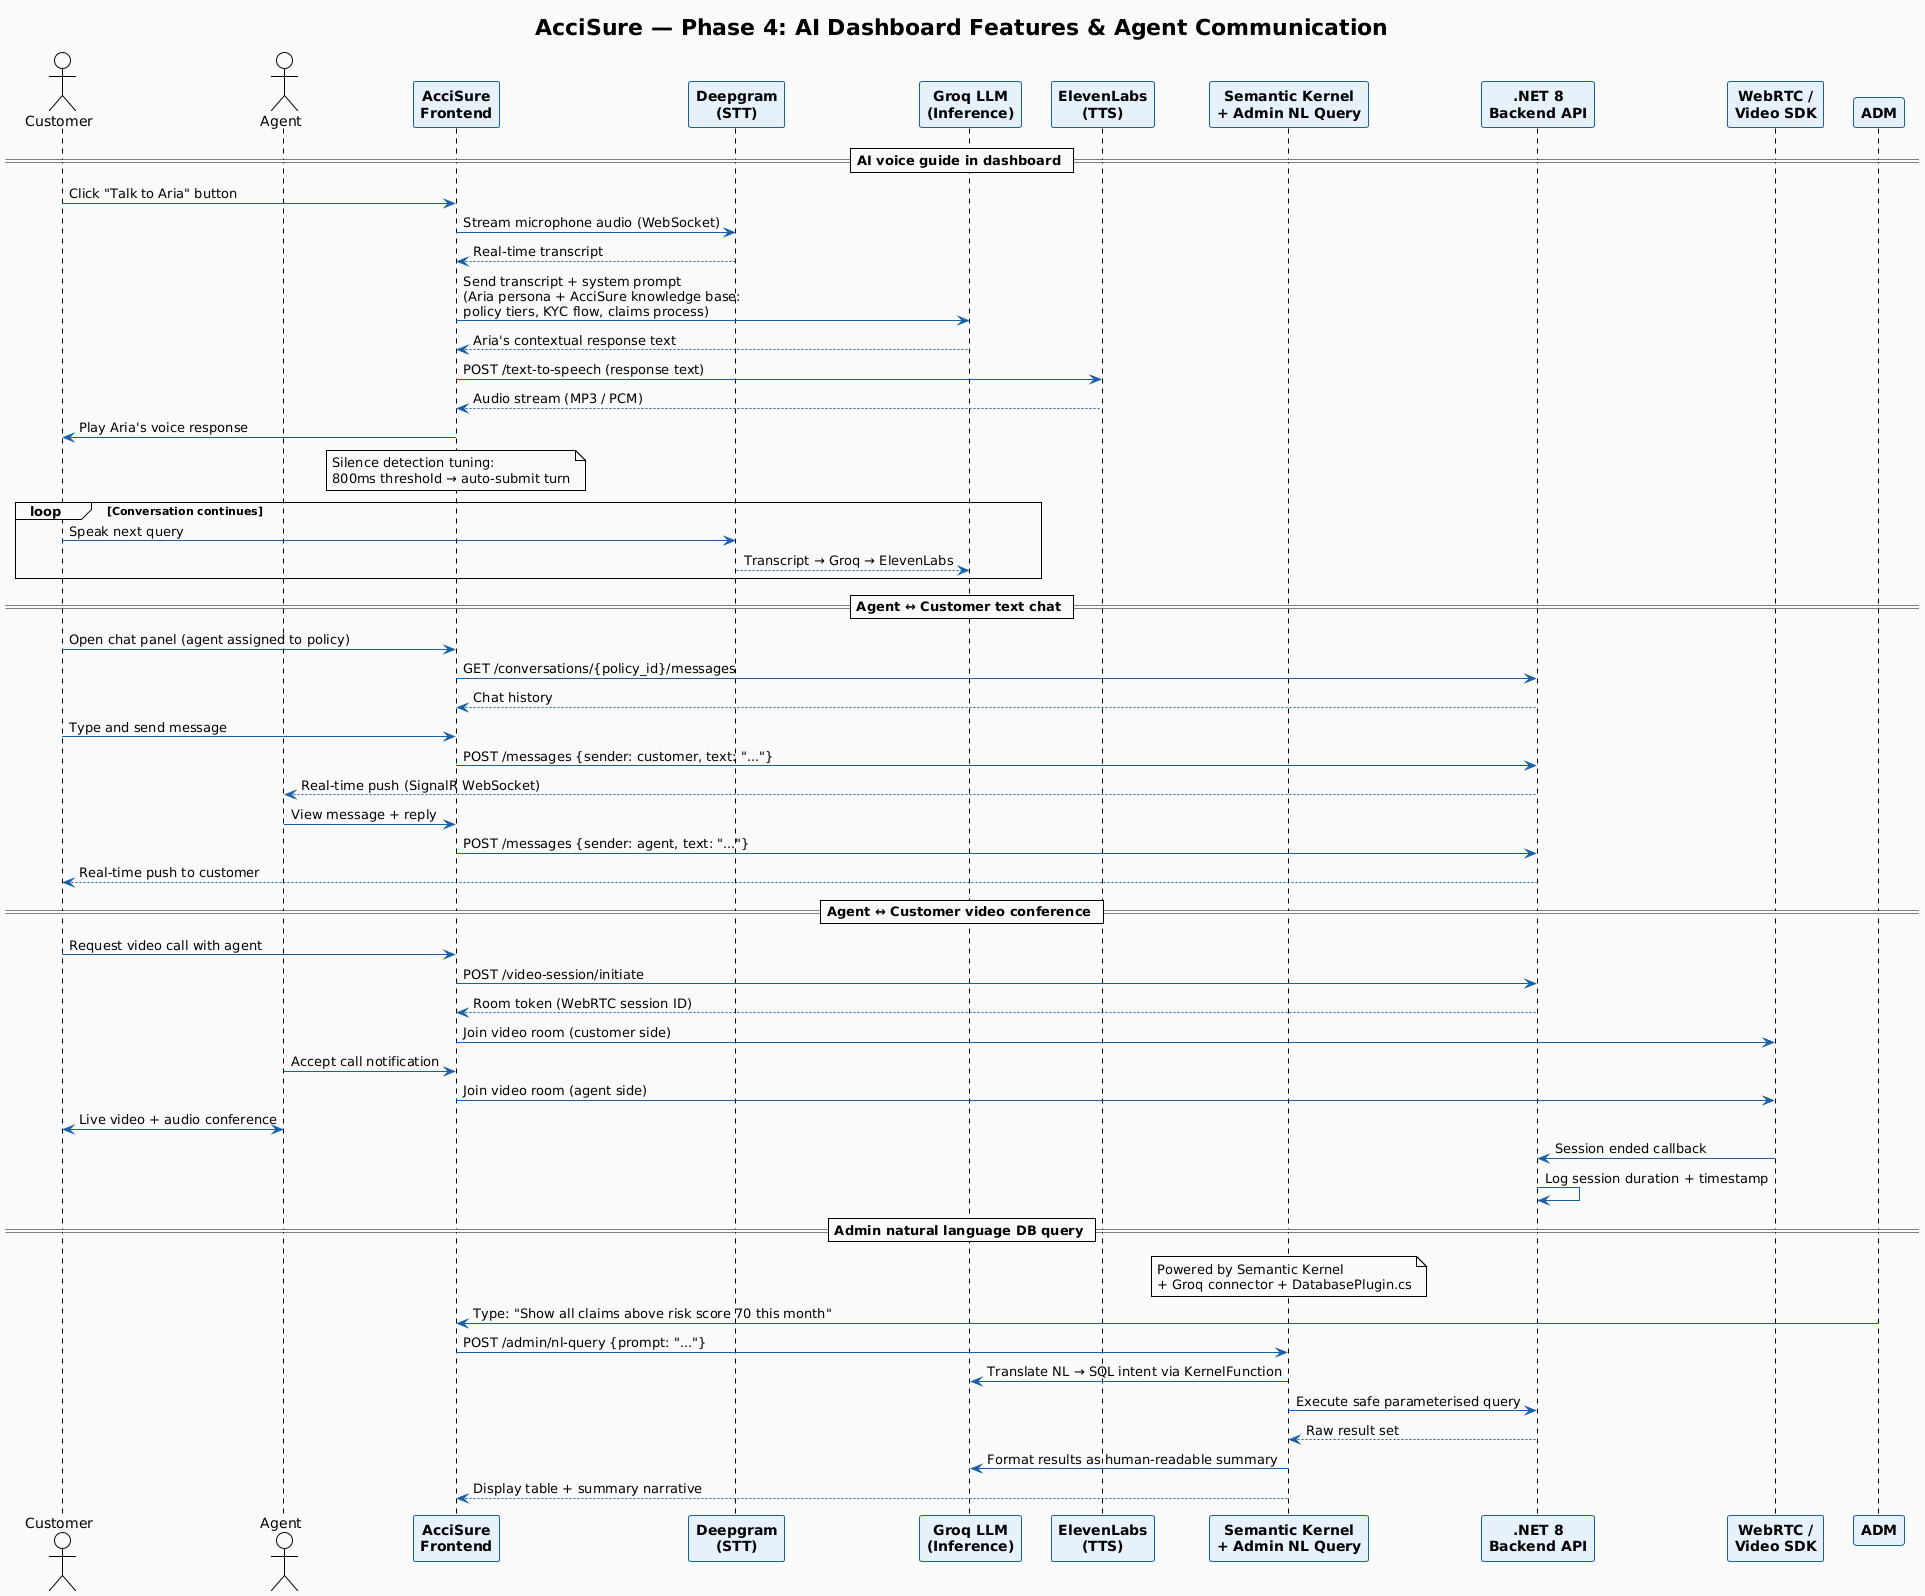 AcciSure — Phase 4: AI Dashboard Features & Agent Communication
Customer
Agent
AcciSure
Frontend
Deepgram
(STT)
Groq LLM
(Inference)
ElevenLabs
(TTS)
Semantic Kernel
+ Admin NL Query
.NET 8
Backend API
WebRTC /
Video SDK
ADM
AI voice guide in dashboard
Click "Talk to Aria" button
Stream microphone audio (WebSocket)
Real-time transcript
Send transcript + system prompt
(Aria persona + AcciSure knowledge base:
policy tiers, KYC flow, claims process)
Aria's contextual response text
POST /text-to-speech (response text)
Audio stream (MP3 / PCM)
Play Aria's voice response
Silence detection tuning:
800ms threshold → auto-submit turn
loop [Conversation continues]
Speak next query
Transcript → Groq → ElevenLabs
Agent ↔ Customer text chat
Open chat panel (agent assigned to policy)
GET /conversations/{policy_id}/messages
Chat history
Type and send message
POST /messages {sender: customer, text: "..."}
Real-time push (SignalR WebSocket)
View message + reply
POST /messages {sender: agent, text: "..."}
Real-time push to customer
Agent ↔ Customer video conference
Request video call with agent
POST /video-session/initiate
Room token (WebRTC session ID)
Join video room (customer side)
Accept call notification
Join video room (agent side)
Live video + audio conference
Session ended callback
Log session duration + timestamp
Admin natural language DB query
Powered by Semantic Kernel
+ Groq connector + DatabasePlugin.cs
Type: "Show all claims above risk score 70 this month"
POST /admin/nl-query {prompt: "..."}
Translate NL → SQL intent via KernelFunction
Execute safe parameterised query
Raw result set
Format results as human-readable summary
Display table + summary narrative
Customer
Agent
AcciSure
Frontend
Deepgram
(STT)
Groq LLM
(Inference)
ElevenLabs
(TTS)
Semantic Kernel
+ Admin NL Query
.NET 8
Backend API
WebRTC /
Video SDK
ADM